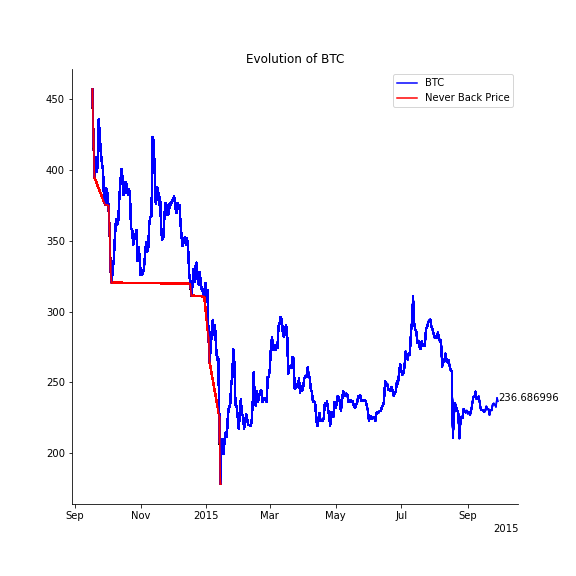 Evolution of BTC
BTC
Never Back Price
450
400
350
300
250
200
236.686996
Sep
Nov
2015
Mar
May
Jul
Sep
2015